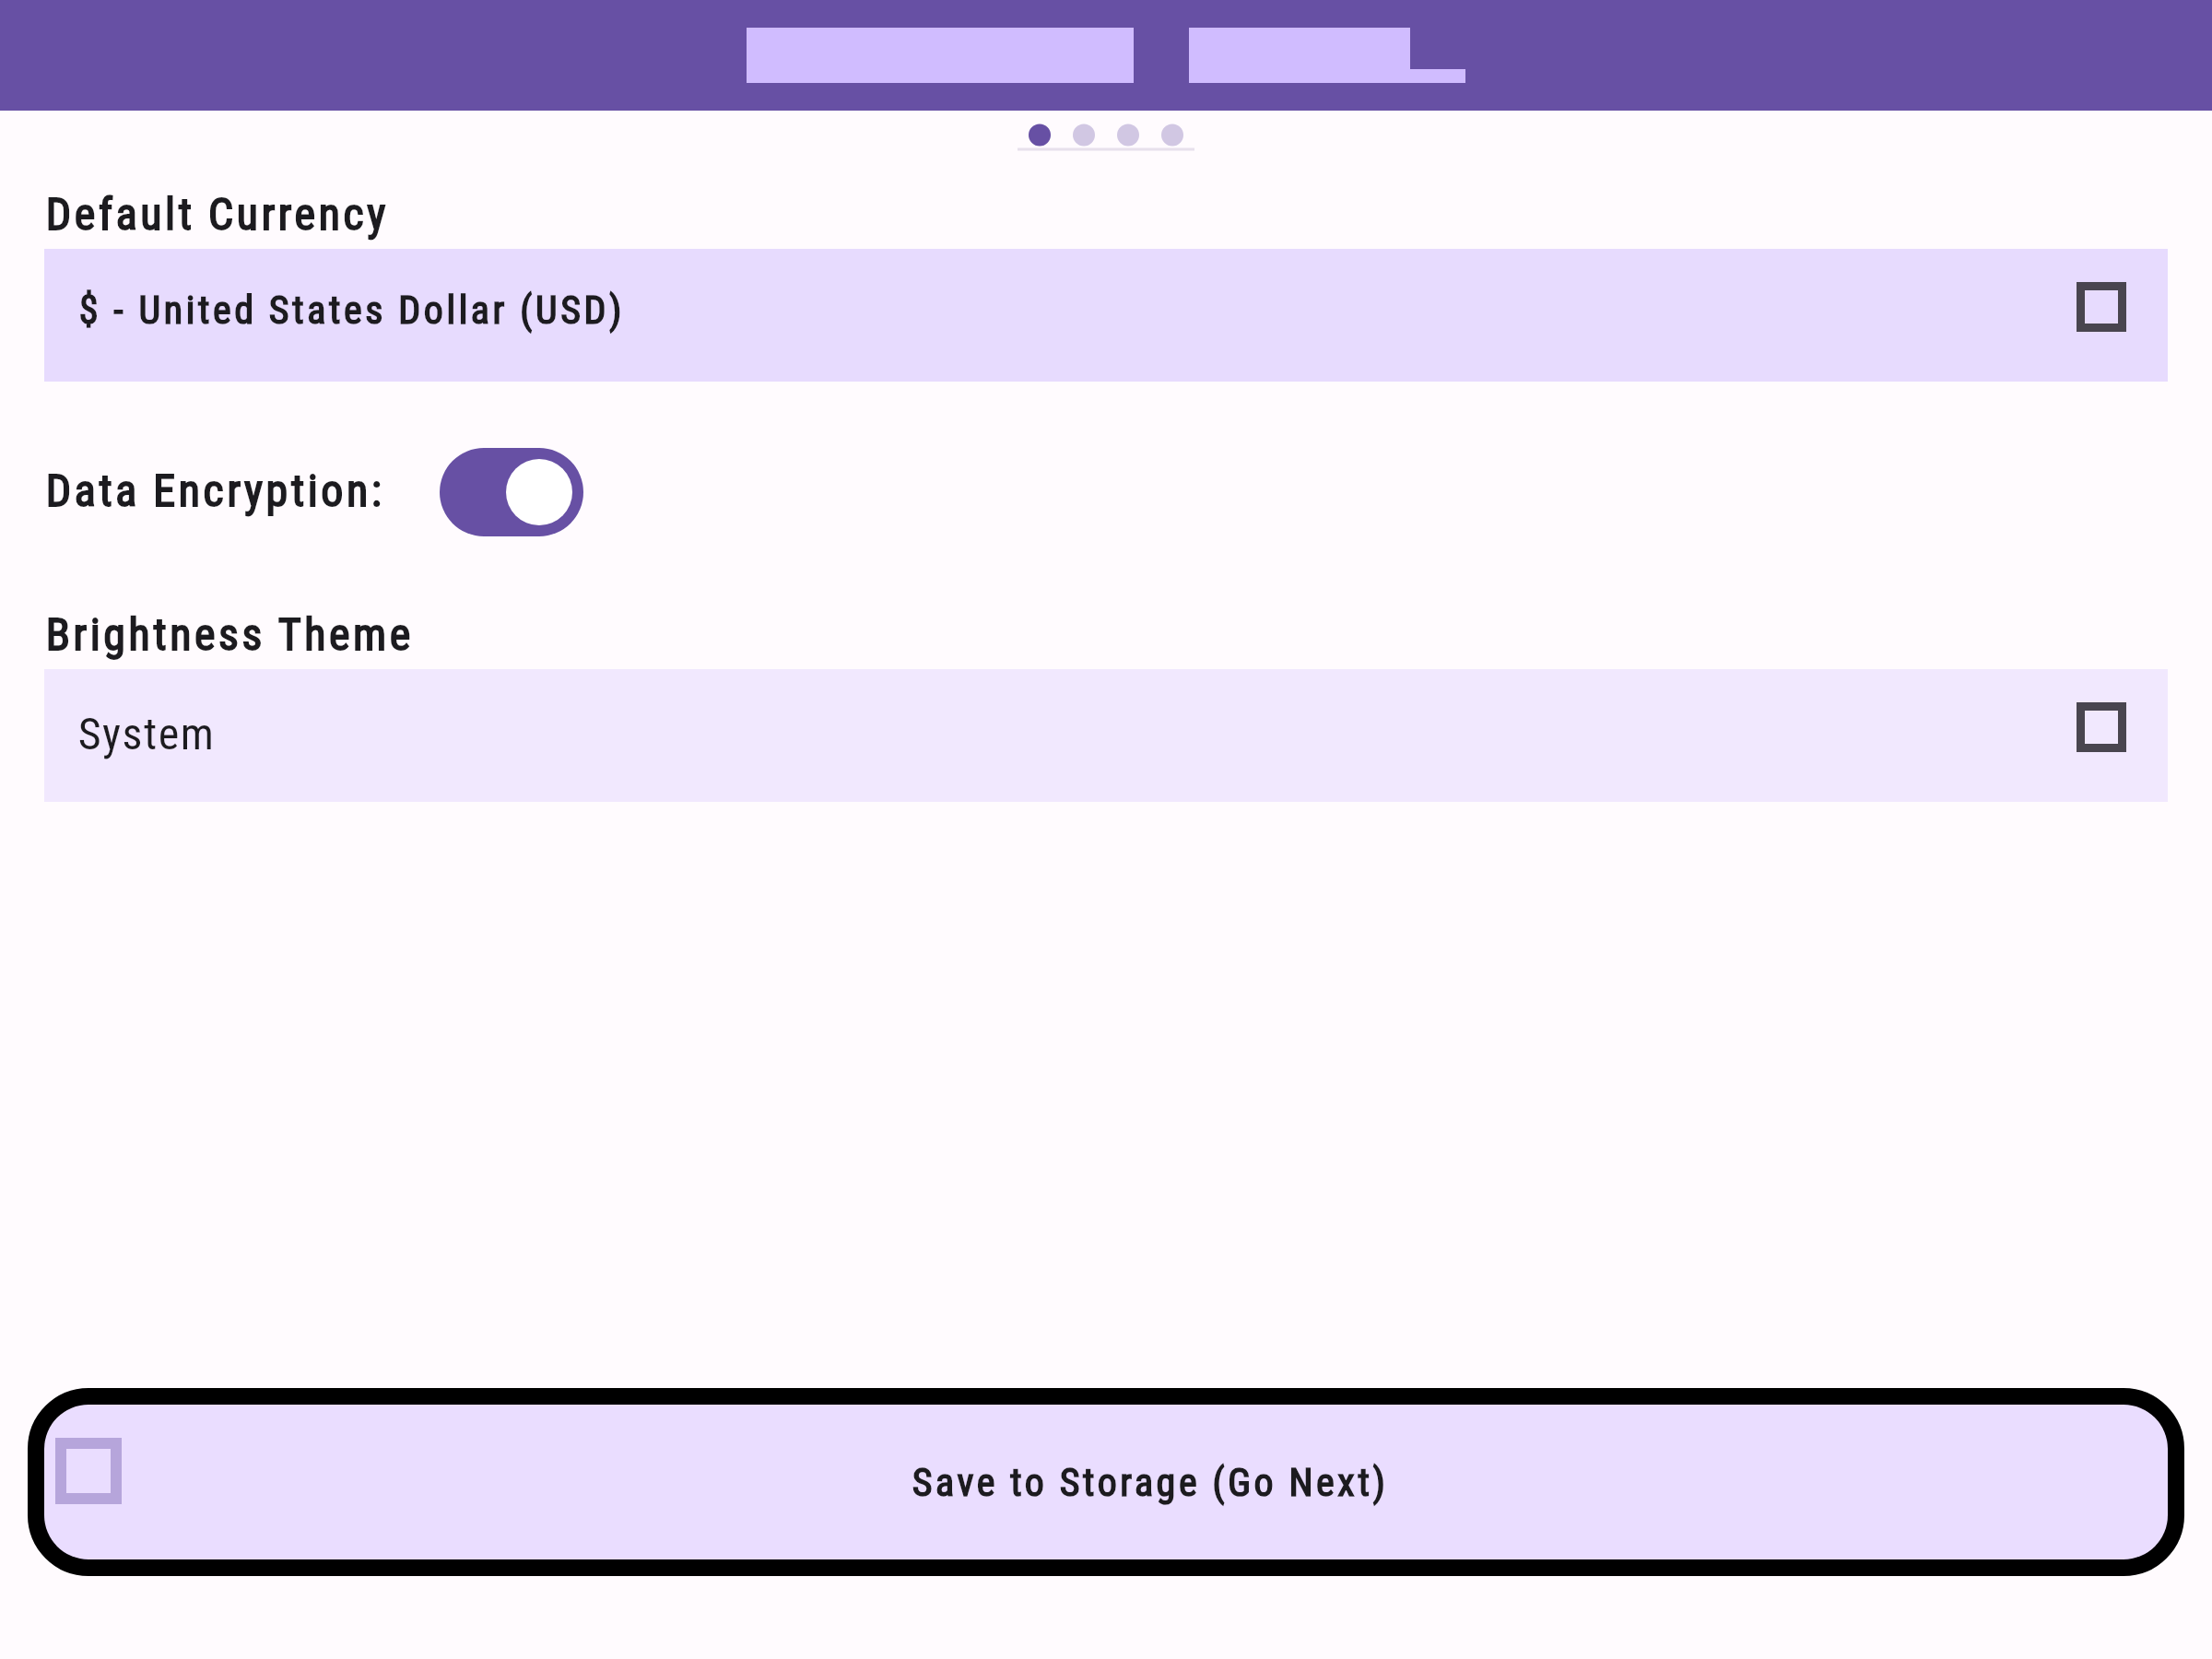 Default Currency
$ - United States Dollar (USD)
Data Encryption:
Brightness Theme
System
Save to Storage (Go Next)